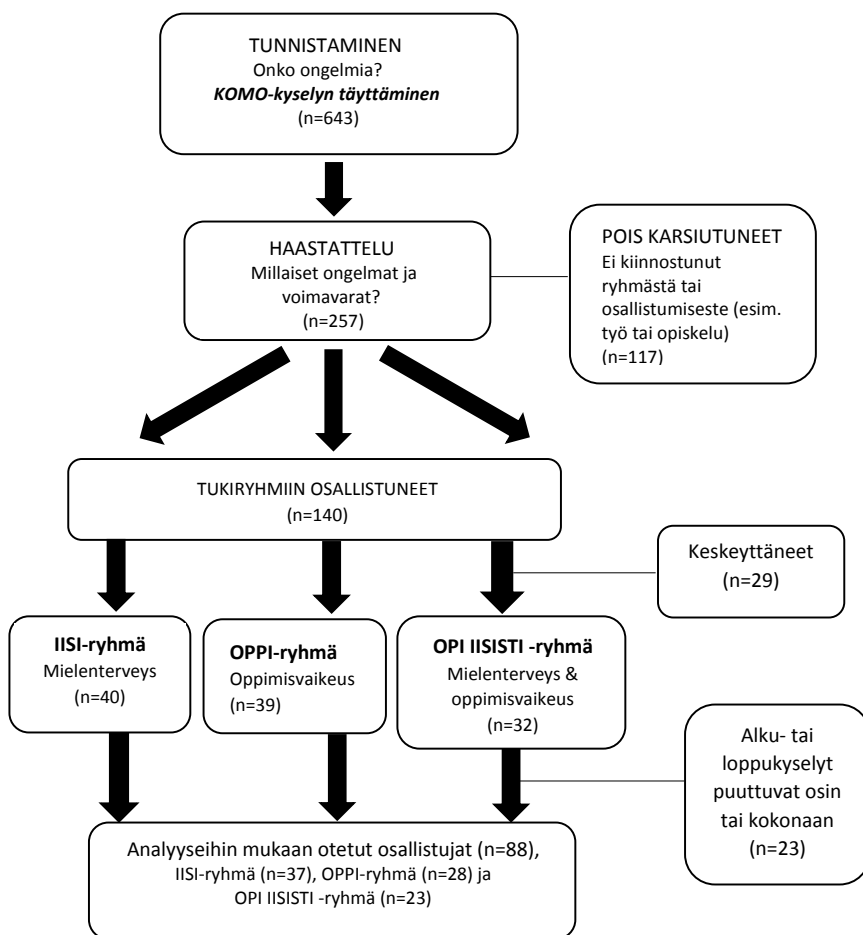 TUNNISTAMINEN
Onko ongelmia?
KOMO-kyselyn täyttäminen
(n=643)
HAASTATTELU
Millaiset ongelmat ja
voimavarat?
(n=257)
POIS KARSIUTUNEET
Ei kiinnostunut
ryhmästä tai
osallistumiseste (esim.
työ tai opiskelu)
(n=117)
TUKIRYHMIIN OSALLISTUNEET
(n=140)
Keskeyttäneet
(n=29)
IISI-ryhmä
Mielenterveys
(n=40)
OPPI-ryhmä
Oppimisvaikeus
(n=39)
OPI IISISTI -ryhmä
Mielenterveys &
oppimisvaikeus
(n=32)
Alku- tai
loppukyselyt
puuttuvat osin
tai kokonaan
(n=23)
Analyyseihin mukaan otetut osallistujat (n=88),
IISI-ryhmä (n=37), OPPI-ryhmä (n=28) ja
OPI IISISTI -ryhmä (n=23)